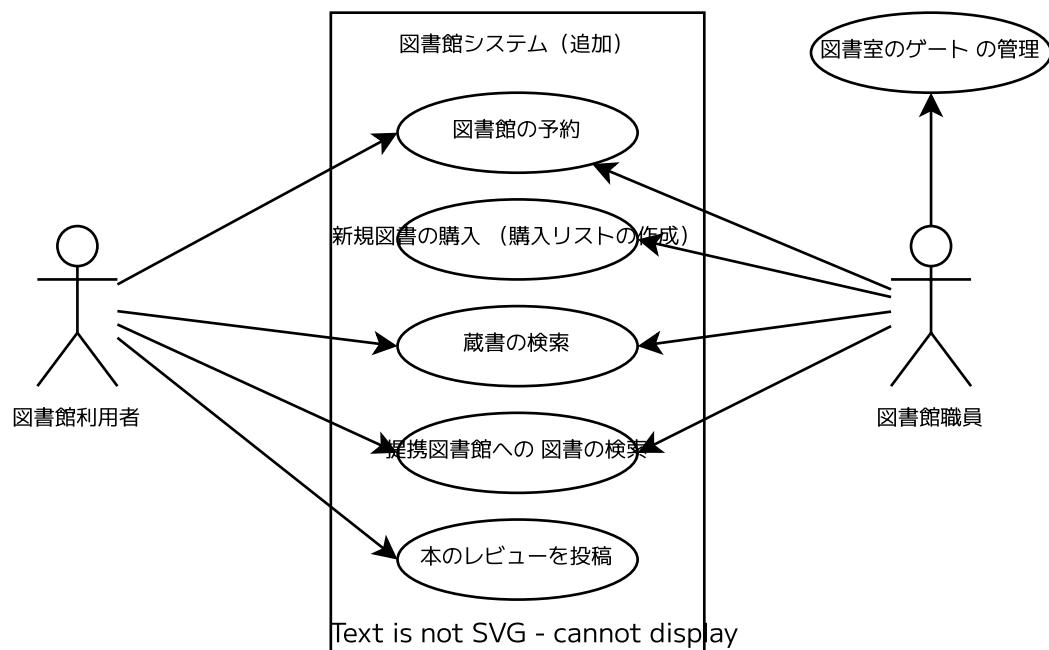 図書館システム（追加）
図書室のゲート の管理
図書館の予約
新規図書の購入 （購入リストの作成）
蔵書の検索
図書館利用者
図書館職員
提携図書館への 図書の検索
本のレビューを投稿
Text is not SVG - cannot display